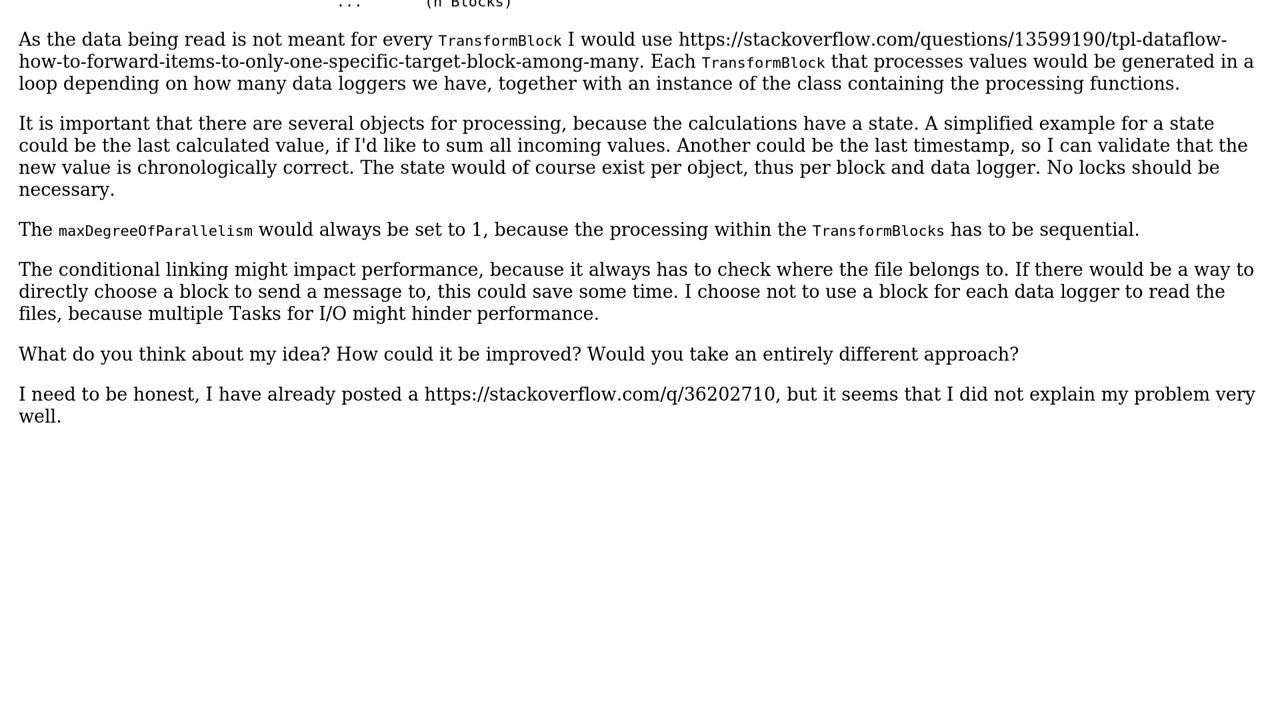 ... (n Blocks)
As the data being read is not meant for every TransformBlock I would use https://stackoverflow.com/questions/13599190/tpl-dataflow-
how-to-forward-items-to-only-one-specific-target-block-among-many. Each TransformBlock that processes values would be generated in a
loop depending on how many data loggers we have, together with an instance of the class containing the processing functions.
It is important that there are several objects for processing, because the calculations have a state. A simplified example for a state
could be the last calculated value, if I'd like to sum all incoming values. Another could be the last timestamp, so I can validate that the
new value is chronologically correct. The state would of course exist per object, thus per block and data logger. No locks should be
necessary.
The maxDegreeOfParallelism would always be set to 1, because the processing within the TransformBlocks has to be sequential.
The conditional linking might impact performance, because it always has to check where the file belongs to. If there would be a way to
directly choose a block to send a message to, this could save some time. I choose not to use a block for each data logger to read the
files, because multiple Tasks for I/O might hinder performance.
What do you think about my idea? How could it be improved? Would you take an entirely different approach?
I need to be honest, I have already posted a https://stackoverflow.com/q/36202710, but it seems that I did not explain my problem very
well.